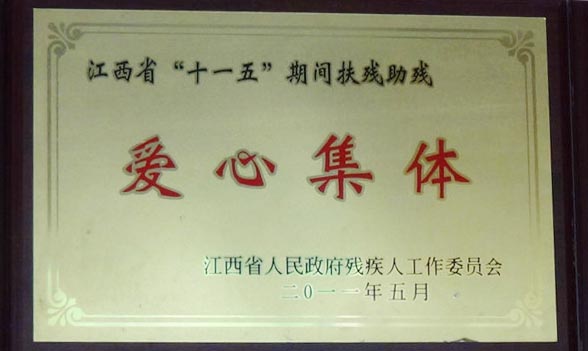 江西省“十一五”期间扶残助残
爱心集体
江西省人民政府残疾人工作委员会
二〇一一年五月